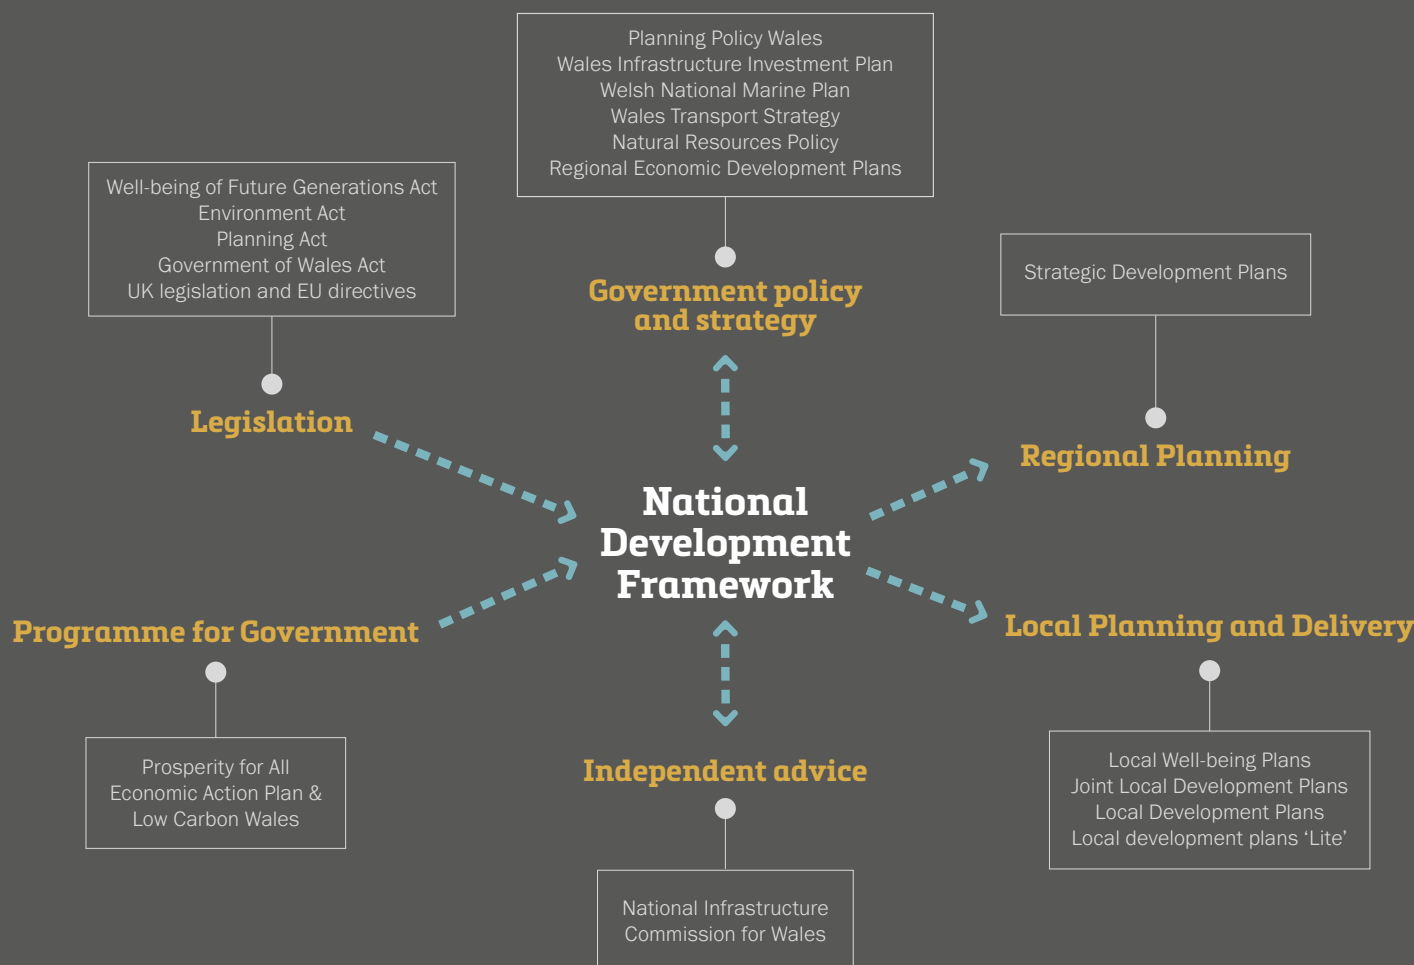 Planning Policy Wales
Wales Infrastructure Investment Plan
Welsh National Marine Plan
Wales Transport Strategy
Natural Resources Policy
Regional Economic Development Plans
Government policy
and strategy
Well-being of Future Generations Act
Environment Act
Planning Act
Government of Wales Act
UK legislation and EU directives
Legislation
Strategic Development Plans
Regional Planning
National
Development
Framework
Programme for Government
Prosperity for All
Economic Action Plan &
Low Carbon Wales
Independent advice
National Infrastructure
Commission for Wales
Local Planning and Delivery
Local Well-being Plans
Joint Local Development Plans
Local Development Plans
Local development plans ‘Lite’